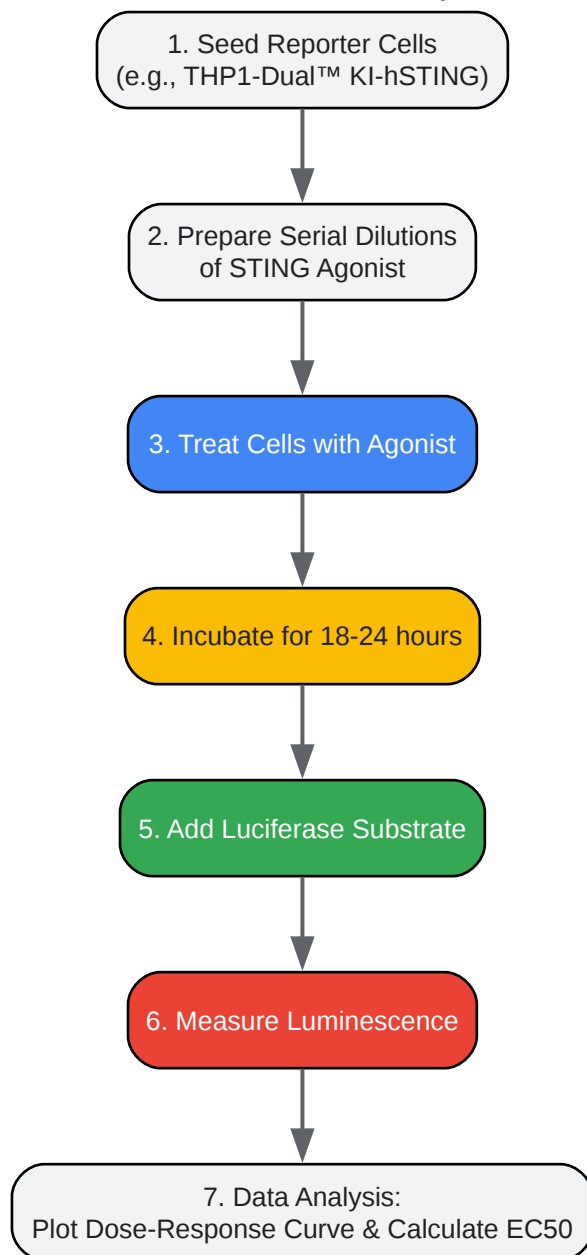 1. Seed Reporter Cells
(e.g., THP1-Dual™ KI-hSTING)
2. Prepare Serial Dilutions
of STING Agonist
3. Treat Cells with Agonist
4. Incubate for 18-24 hours
5. Add Luciferase Substrate
6. Measure Luminescence
7. Data Analysis:
Plot Dose-Response Curve & Calculate EC50